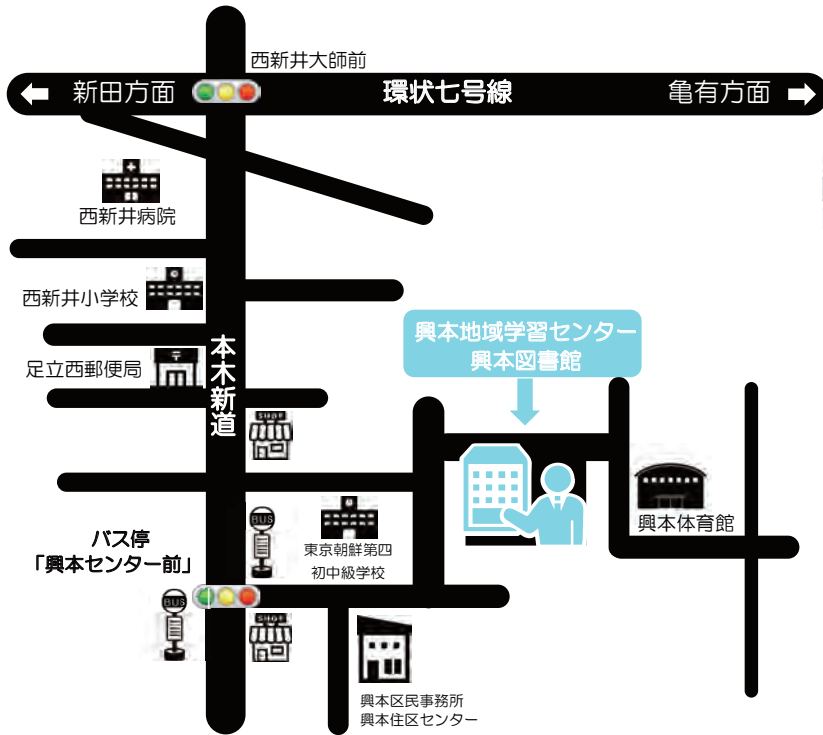 西新井大師前
新田方面
環状七号線
亀有方面
西新井病院
西新井小学校
興本地域学習センター
興本図書館
足立西郵便局
本木新道
SHOP
興本体育館
BUS
東京朝鮮第四
初中級学校
バス停
「興本センター前」
BUS
SHOP
興本区民事務所
興本住区センター